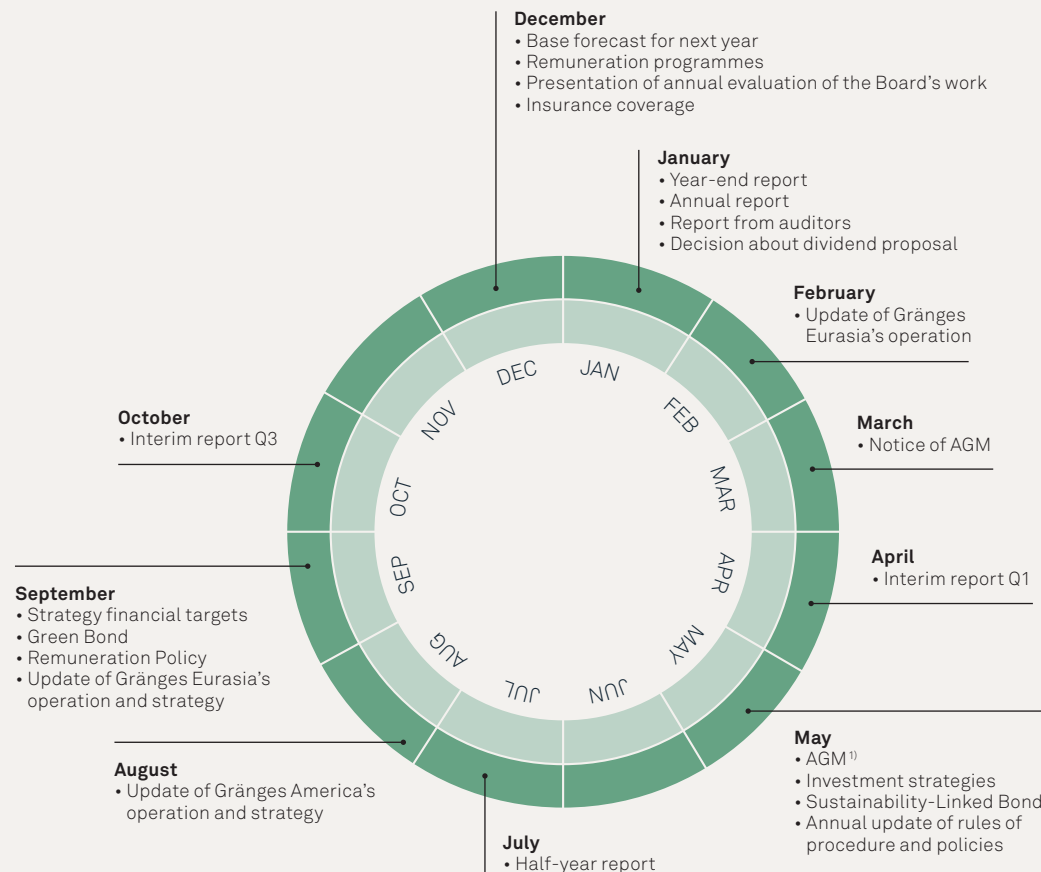 December
• Base forecast for next year
• Remuneration programmes
• Presentation of annual evaluation of the Board’s work
• Insurance coverage
January
• Year-end report
• Annual report
• Report from auditors
• Decision about dividend proposal
February
• Update of Gränges
Eurasia’s operation
March
• Notice of AGM
April
• Interim report Q1
May
• AGM¹⁾
• Investment strategies
• Sustainability-Linked Bond
• Annual update of rules of
procedure and policies
July
• Half-year report
August
• Update of Gränges America’s
operation and strategy
September
• Strategy financial targets
• Green Bond
• Remuneration Policy
• Update of Gränges Eurasia’s
operation and strategy
October
• Interim report Q3
JAN
FEB
MAR
APR
MAY
JUN
JUL
AUG
SEP
OCT
NOV
DEC